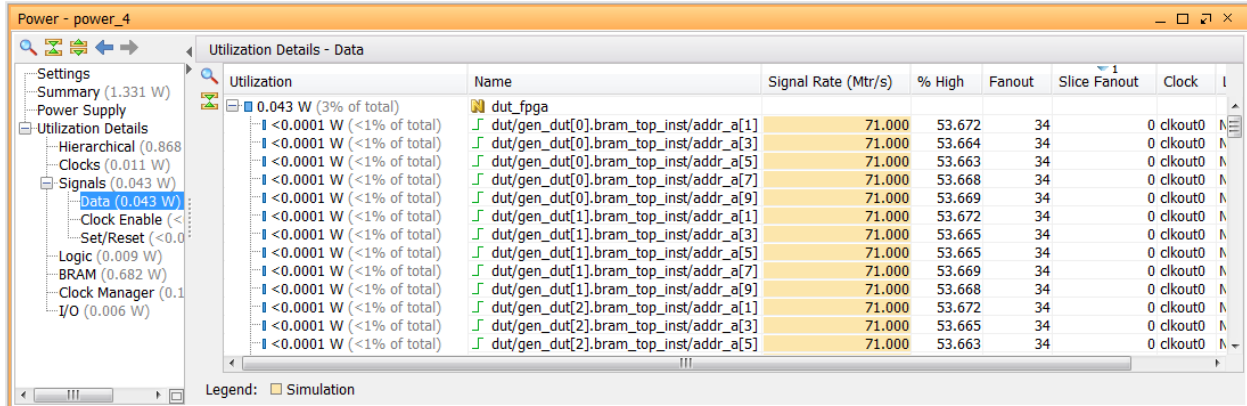 Power - power_4
Utilization Details - Data
Settings
Summary (1.331 W)
Power Supply
Utilization Details
Hierarchical (0.868
Clocks (0.011 W)
Signals (0.043 W)
Data (0.043 W)
Clock Enable (<
Set/Reset (<0.0
Logic (0.009 W)
BRAM (0.682 W)
Clock Manager (0.1
I/O (0.006 W)
Utilization Name Signal Rate (Mtr/s) % High Fanout 1 Slice Fanout Clock
0.043 W (3% of total) N dut_fpga
<0.0001 W (<1% of total) dut/gen_dut[0].bram_top_inst/addr_a[1] 71.000 53.672 34 0 clkout0 N
<0.0001 W (<1% of total) dut/gen_dut[0].bram_top_inst/addr_a[3] 71.000 53.664 34 0 clkout0 N
<0.0001 W (<1% of total) dut/gen_dut[0].bram_top_inst/addr_a[5] 71.000 53.663 34 0 clkout0 N
<0.0001 W (<1% of total) dut/gen_dut[0].bram_top_inst/addr_a[7] 71.000 53.668 34 0 clkout0 N
<0.0001 W (<1% of total) dut/gen_dut[0].bram_top_inst/addr_a[9] 71.000 53.669 34 0 clkout0 N
<0.0001 W (<1% of total) dut/gen_dut[1].bram_top_inst/addr_a[1] 71.000 53.672 34 0 clkout0 N
<0.0001 W (<1% of total) dut/gen_dut[1].bram_top_inst/addr_a[3] 71.000 53.665 34 0 clkout0 N
<0.0001 W (<1% of total) dut/gen_dut[1].bram_top_inst/addr_a[5] 71.000 53.665 34 0 clkout0 N
<0.0001 W (<1% of total) dut/gen_dut[1].bram_top_inst/addr_a[7] 71.000 53.669 34 0 clkout0 N
<0.0001 W (<1% of total) dut/gen_dut[1].bram_top_inst/addr_a[9] 71.000 53.668 34 0 clkout0 N
<0.0001 W (<1% of total) dut/gen_dut[2].bram_top_inst/addr_a[1] 71.000 53.672 34 0 clkout0 N
<0.0001 W (<1% of total) dut/gen_dut[2].bram_top_inst/addr_a[3] 71.000 53.665 34 0 clkout0 N
<0.0001 W (<1% of total) dut/gen_dut[2].bram_top_inst/addr_a[5] 71.000 53.663 34 0 clkout0 N
Legend: Simulation